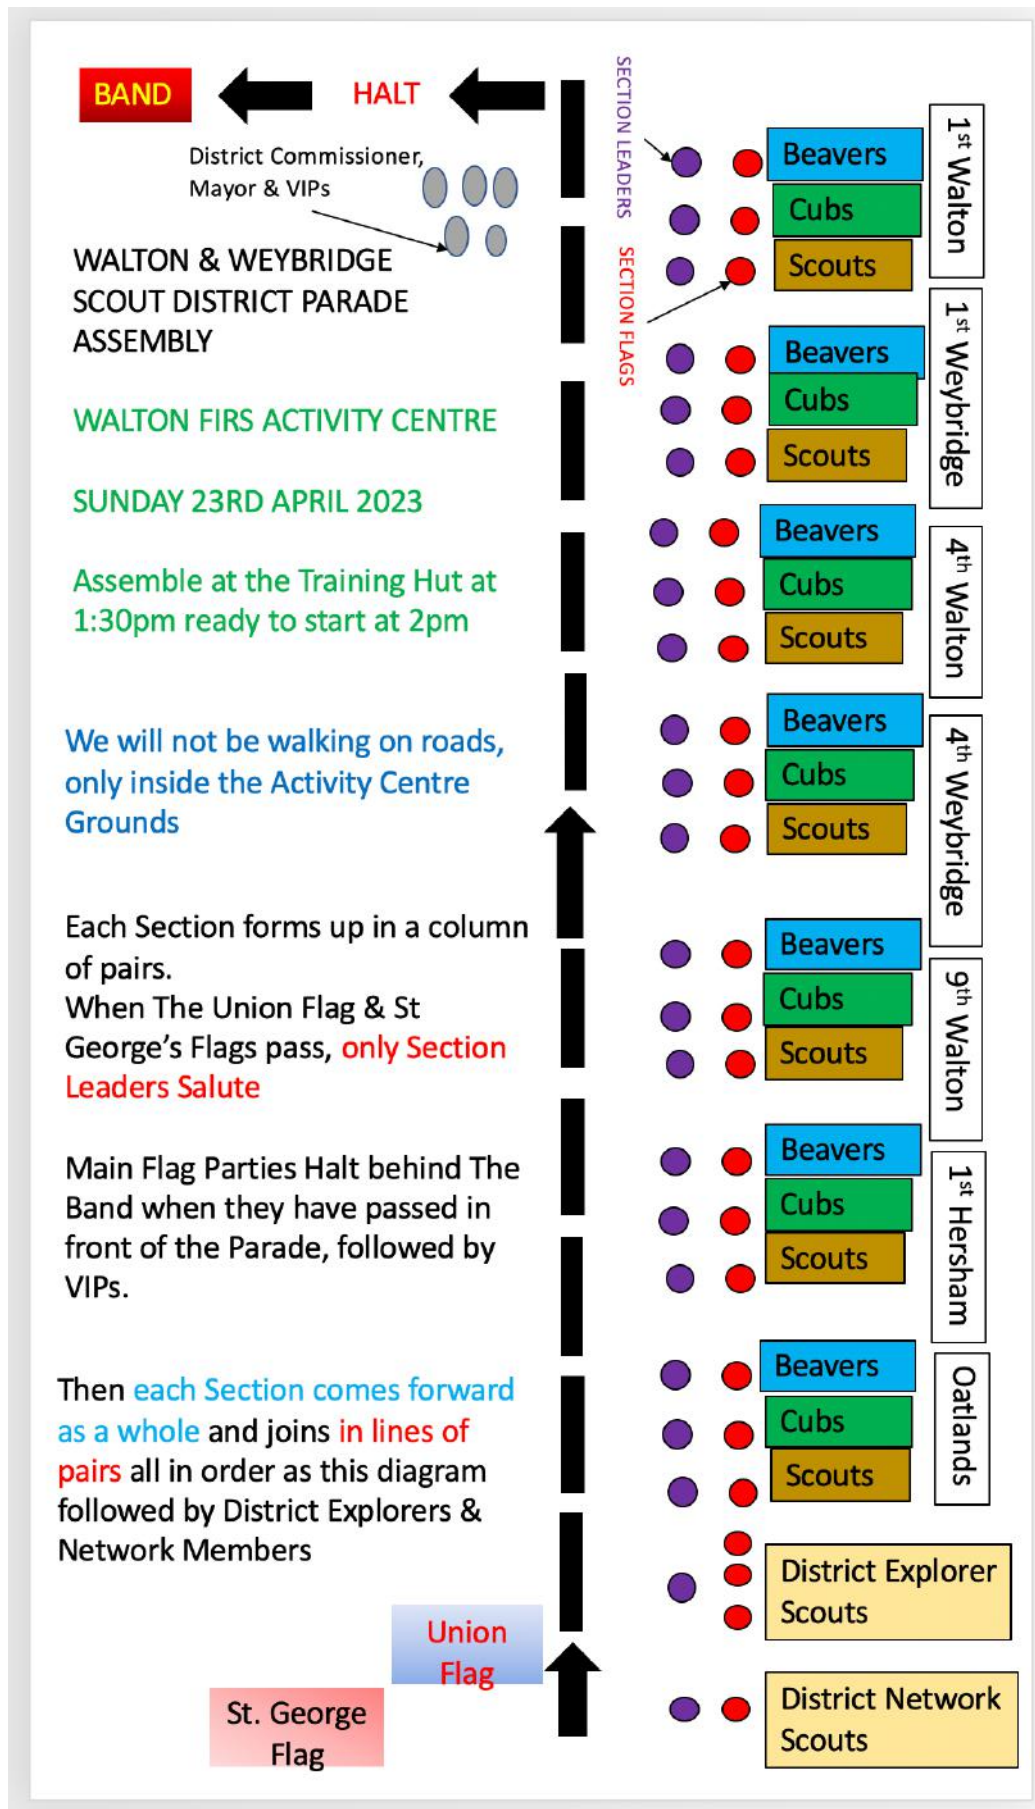 BAND
HALT
District Commissioner,
Mayor & VIPs
WALTON & WEYBRIDGE
SCOUT DISTRICT PARADE
ASSEMBLY
WALTON FIRS ACTIVITY CENTRE
SUNDAY 23RD APRIL 2023
Assemble at the Training Hut at
1:30pm ready to start at 2pm
We will not be walking on roads,
only inside the Activity Centre
Grounds
Each Section forms up in a column
of pairs.
When The Union Flag & St
George’s Flags pass, only Section
Leaders Salute
Main Flag Parties Halt behind The
Band when they have passed in
front of the Parade, followed by
VIPs.
Then each Section comes forward
as a whole and joins in lines of
pairs all in order as this diagram
followed by District Explorers &
Network Members
Union
Flag
St. George
Flag
SECTION LEADERS
SECTION FLAGS
Beavers
Cubs
Scouts
1st Walton
Beavers
Cubs
Scouts
1st Weybridge
Beavers
Cubs
Scouts
4th Walton
Beavers
Cubs
Scouts
4th Weybridge
Beavers
Cubs
Scouts
9th Walton
Beavers
Cubs
Scouts
1st Hersham
Beavers
Cubs
Scouts
Oatlands
District Explorer
Scouts
District Network
Scouts